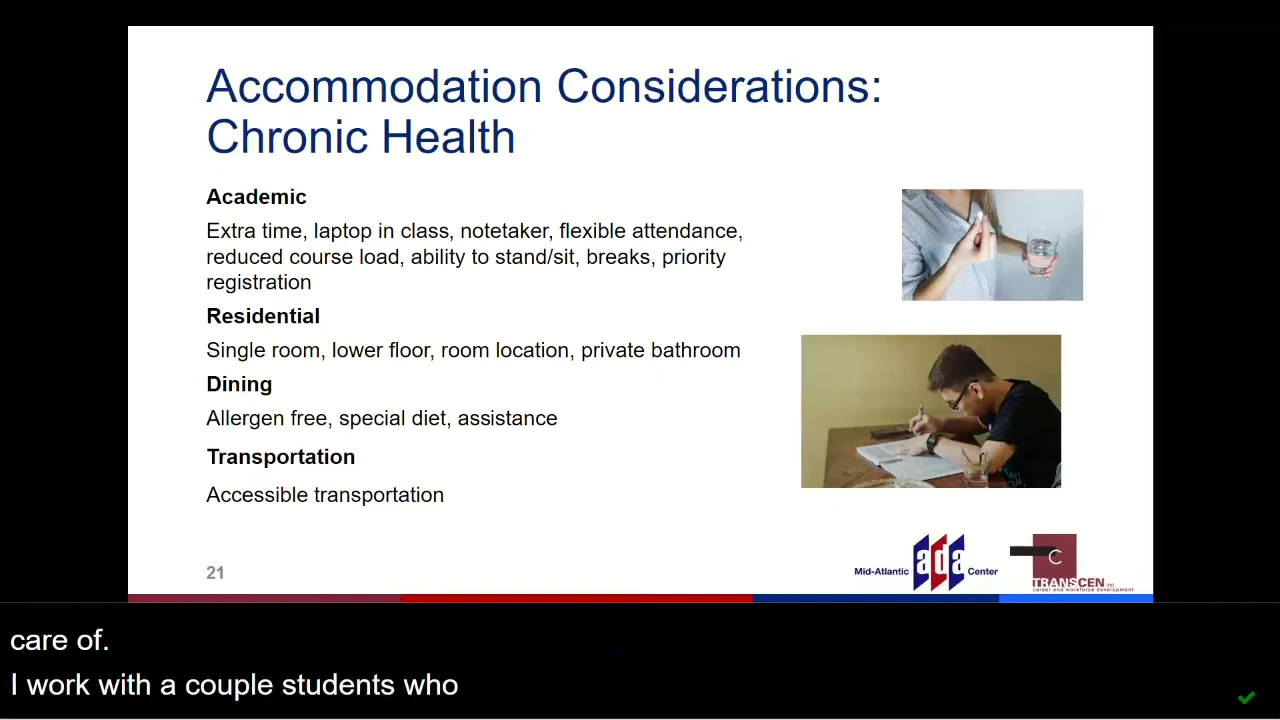 Accommodation Considerations:
Chronic Health
Academic
Extra time, laptop in class, notetaker, flexible attendance,
reduced course load, ability to stand/sit, breaks, priority
registration
Residential
Single room, lower floor, room location, private bathroom
Dining
Allergen free, special diet, assistance
Transportation
Accessible transportation
Mid-Atlantic ada Center
C
TRANSCEN inc.
career and workforce development
21
care of.
I work with a couple students who